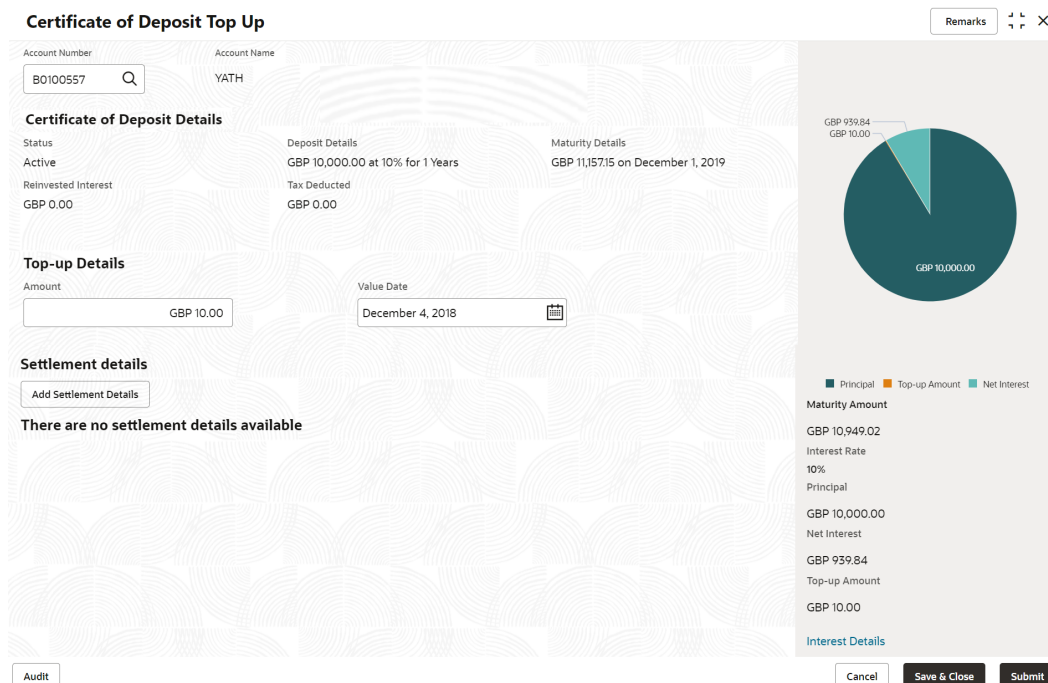 Certificate of Deposit Top Up
Remarks
Account Number Account Name
B0100557 YATH
Certificate of Deposit Details
Status Deposit Details Maturity Details
Active GBP 10,000.00 at 10% for 1 Years GBP 11,157.15 on December 1, 2019
Reinvested Interest Tax Deducted
GBP 0.00 GBP 0.00
Top-up Details
Amount Value Date
GBP 10.00 December 4, 2018
Settlement details
Add Settlement Details
There are no settlement details available
GBP 939.84
GBP 10.00
GBP 10,000.00
Principal Top-up Amount Net Interest
Maturity Amount
GBP 10,949.02
Interest Rate
10%
Principal
GBP 10,000.00
Net Interest
GBP 939.84
Top-up Amount
GBP 10.00
Interest Details
Audit Cancel Save & Close Submit